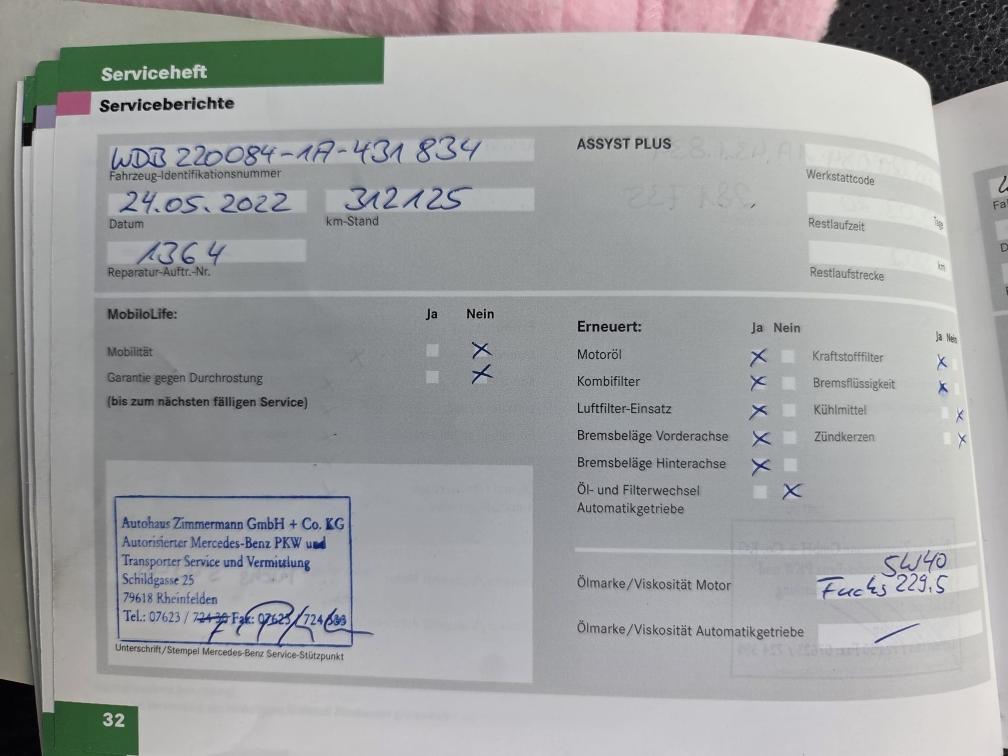 Serviceheft
Serviceberichte
WDB 220084-1A-431 834
Fahrzeug-Identifikationsnummer
24.05.2022 312125
Datum km-Stand
1364
Reparatur-Auftr.-Nr.
ASSYST PLUS
Werkstattcode
Tage
Restlaufzeit
km
Restlaufstrecke
MobiloLife: Ja Nein
Mobilität
Garantie gegen Durchrostung
(bis zum nächsten fälligen Service)
Erneuert: Ja Nein Ja Nein
Motoröl Kraftstofffilter
Kombifilter Bremsflüssigkeit
Luftfilter-Einsatz Kühlmittel
Bremsbeläge Vorderachse Zündkerzen
Bremsbeläge Hinterachse
Öl- und Filterwechsel
Automatikgetriebe
Autohaus Zimmermann GmbH + Co. KG
Autorisierter Mercedes-Benz PKW und
Transporter Service und Vermittlung
Schildgasse 25
79618 Rheinfelden
Tel.: 07623 / Fax: 07623 /
Unterschrift/Stempel Mercedes-Benz Service-Stützpunkt
5W40
Ölmarke/Viskosität Motor Fuchs 229.5
Ölmarke/Viskosität Automatikgetriebe
32